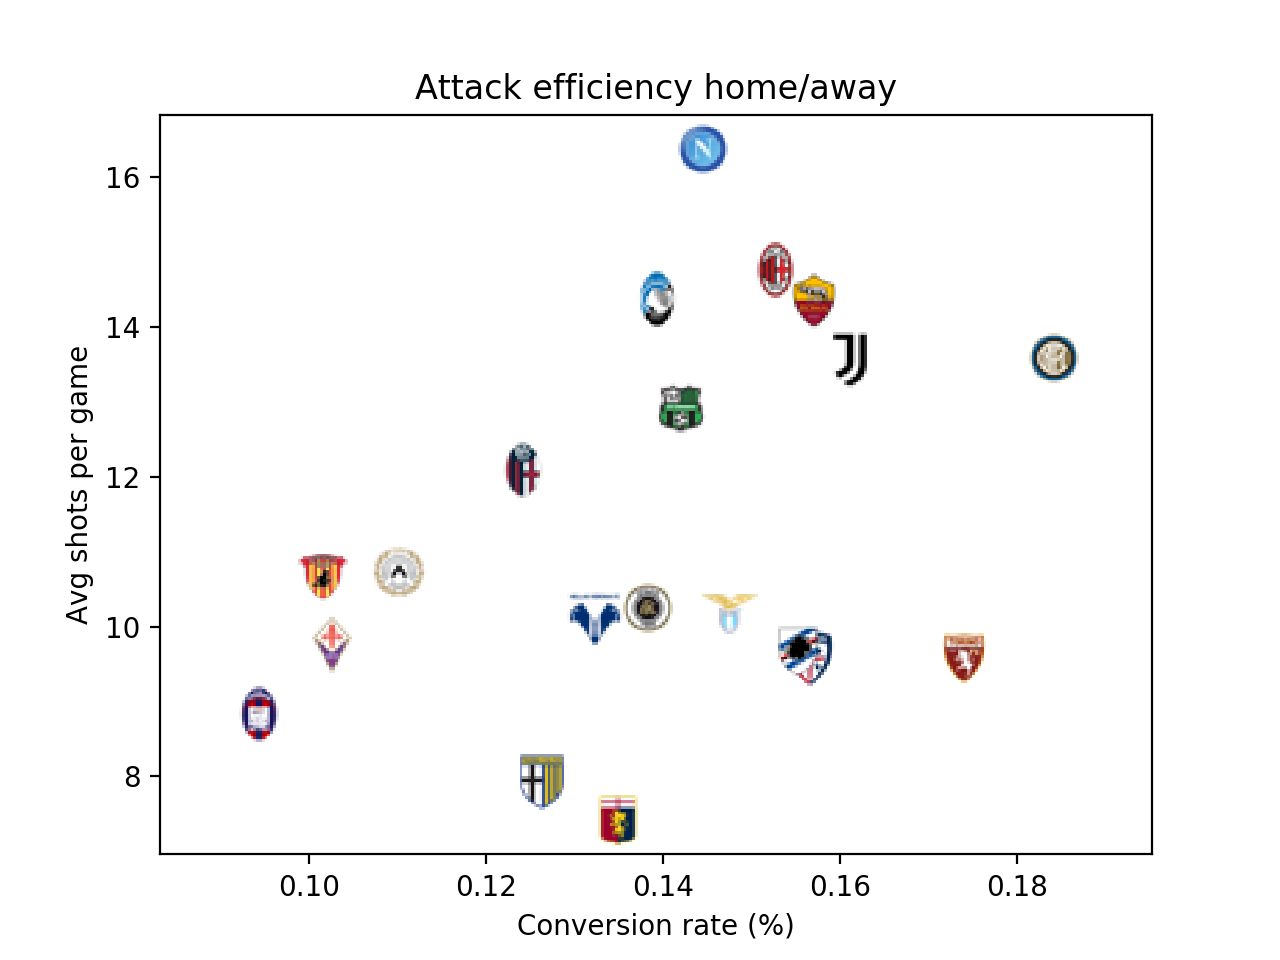 Attack efficiency home/away
16
14
12
10
8
Avg shots per game
N
0.10
0.12
0.14
0.16
0.18
Conversion rate (%)